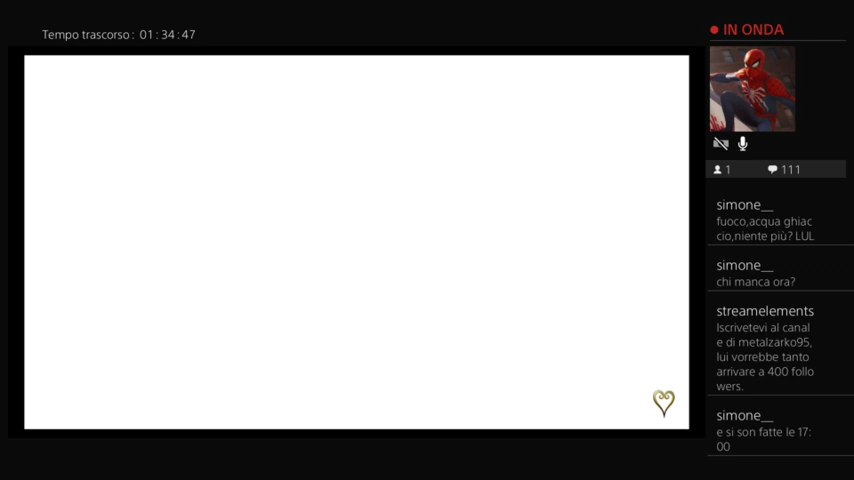 Tempo trascorso: 01:34:47
IN ONDA
1 111
simone__
fuoco,acqua ghiac
cio,niente più? LUL
simone__
chi manca ora?
streamelements
Iscrivetevi al canal
e di metalzarko95,
lui vorrebbe tanto
arrivare a 400 follo
wers.
simone__
e si son fatte le 17:
00